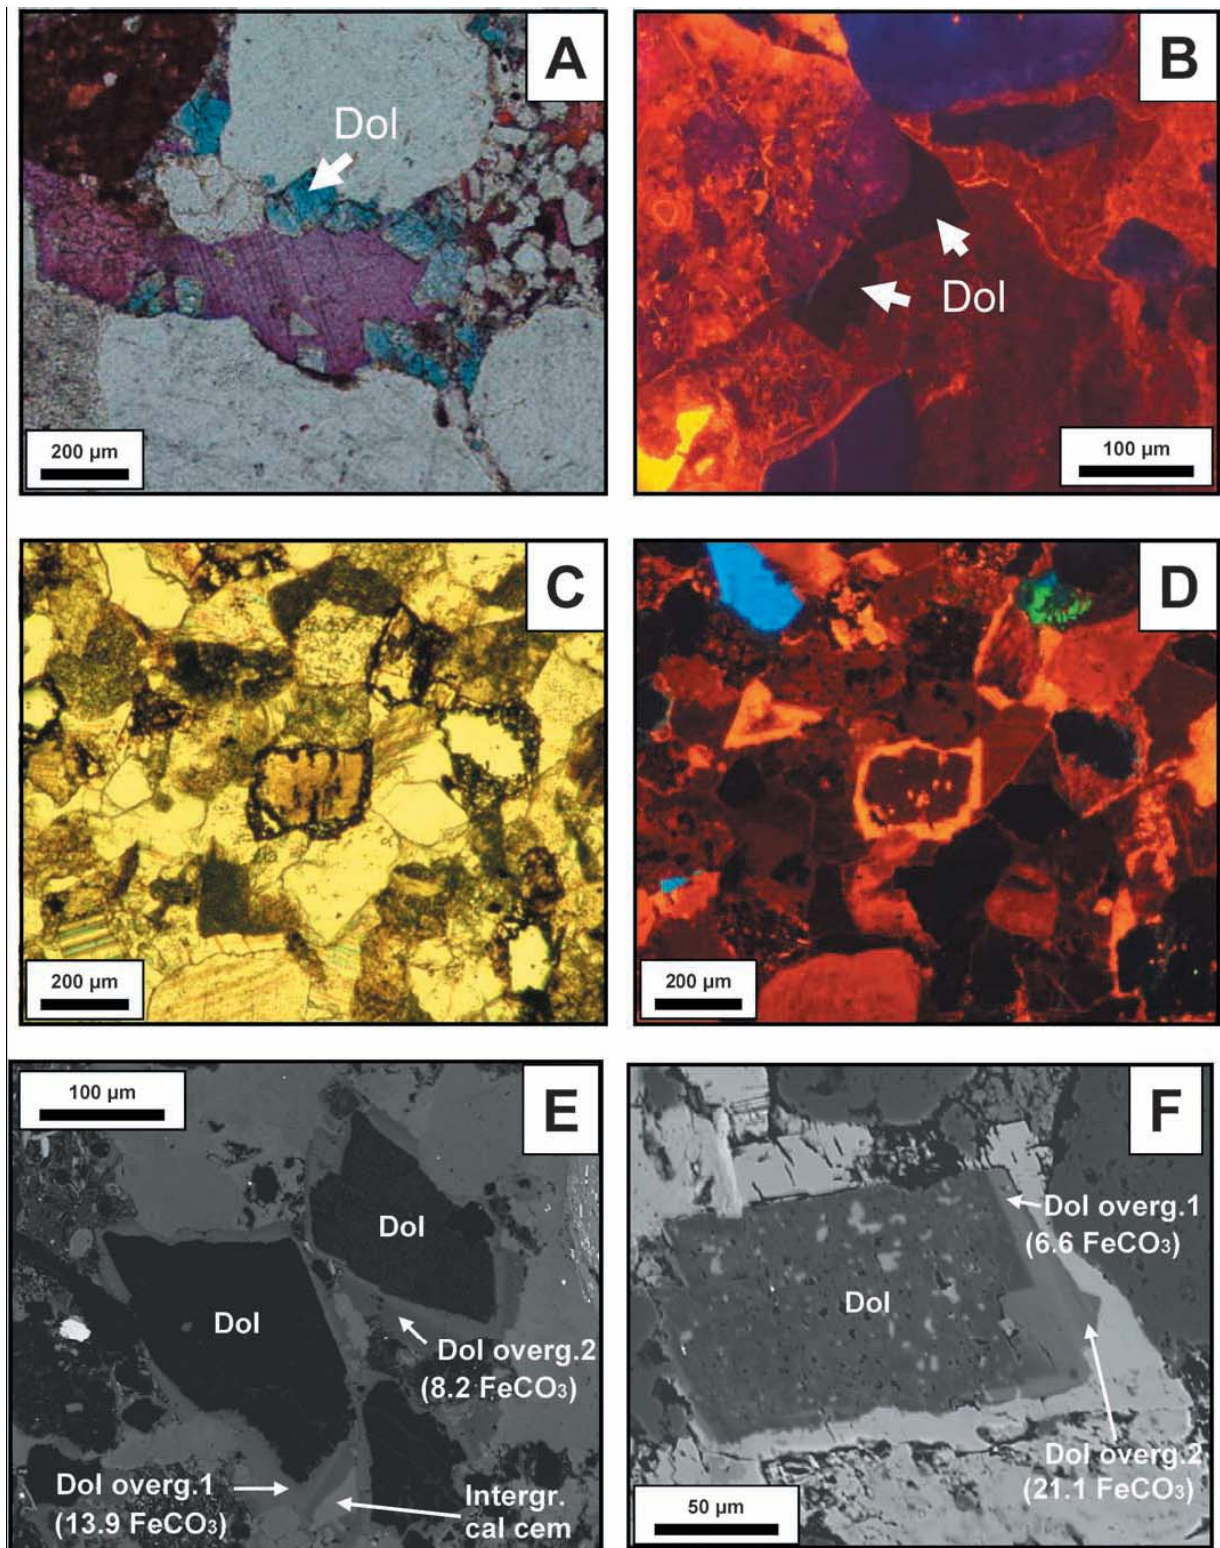 A
Dol
200 µm
B
Dol
100 µm
C
200 µm
D
200 µm
100 µm
E
Dol
Dol
Dol overg.2
(8.2 FeCO₃)
Dol overg.1
(13.9 FeCO₃)
Intergr.
cal cem
F
Dol overg.1
(6.6 FeCO₃)
Dol
Dol overg.2
(21.1 FeCO₃)
50 µm